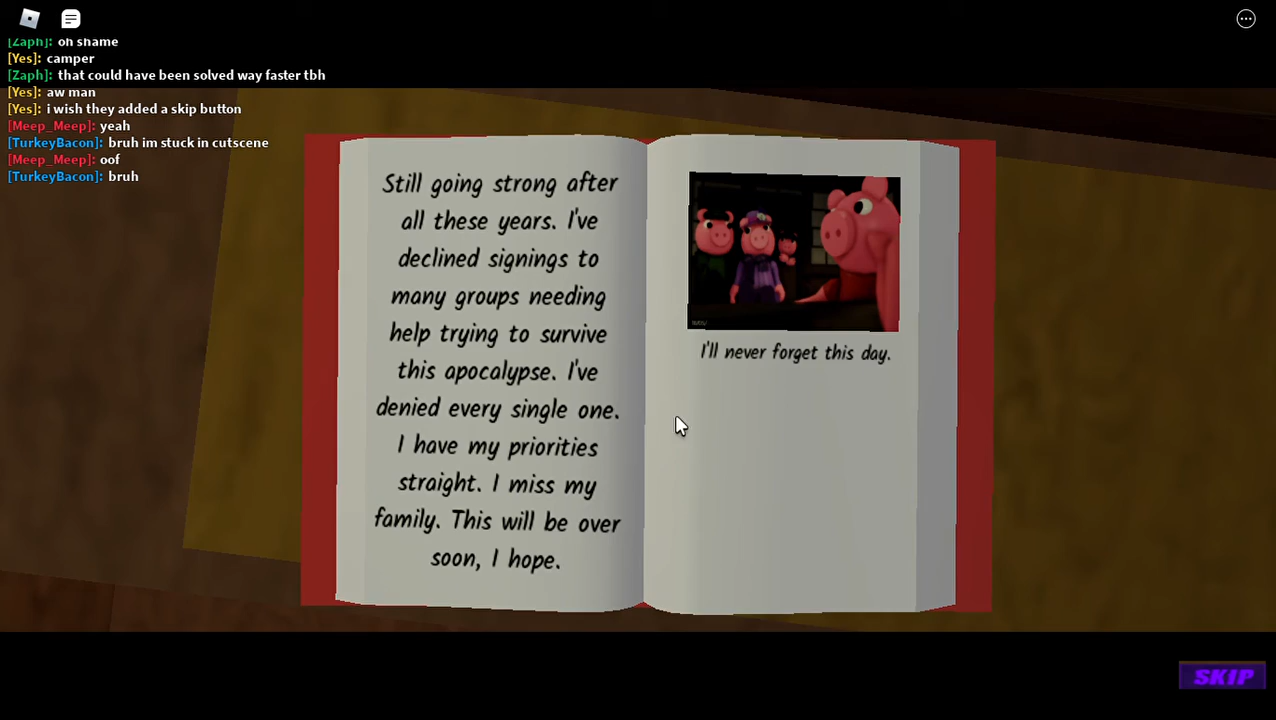 [Zaph]: oh shame
[Yes]: camper
[Zaph]: that could have been solved way faster tbh
[Yes]: aw man
[Yes]: i wish they added a skip button
[Meep_Meep]: yeah
[TurkeyBacon]: bruh im stuck in cutscene
[Meep_Meep]: oof
[TurkeyBacon]: bruh
Still going strong after
all these years. I've
declined signings to
many groups needing
help trying to survive
this apocalypse. I've
denied every single one.
I have my priorities
straight. I miss my
family. This will be over
soon, I hope.
I'll never forget this day.
SKIP